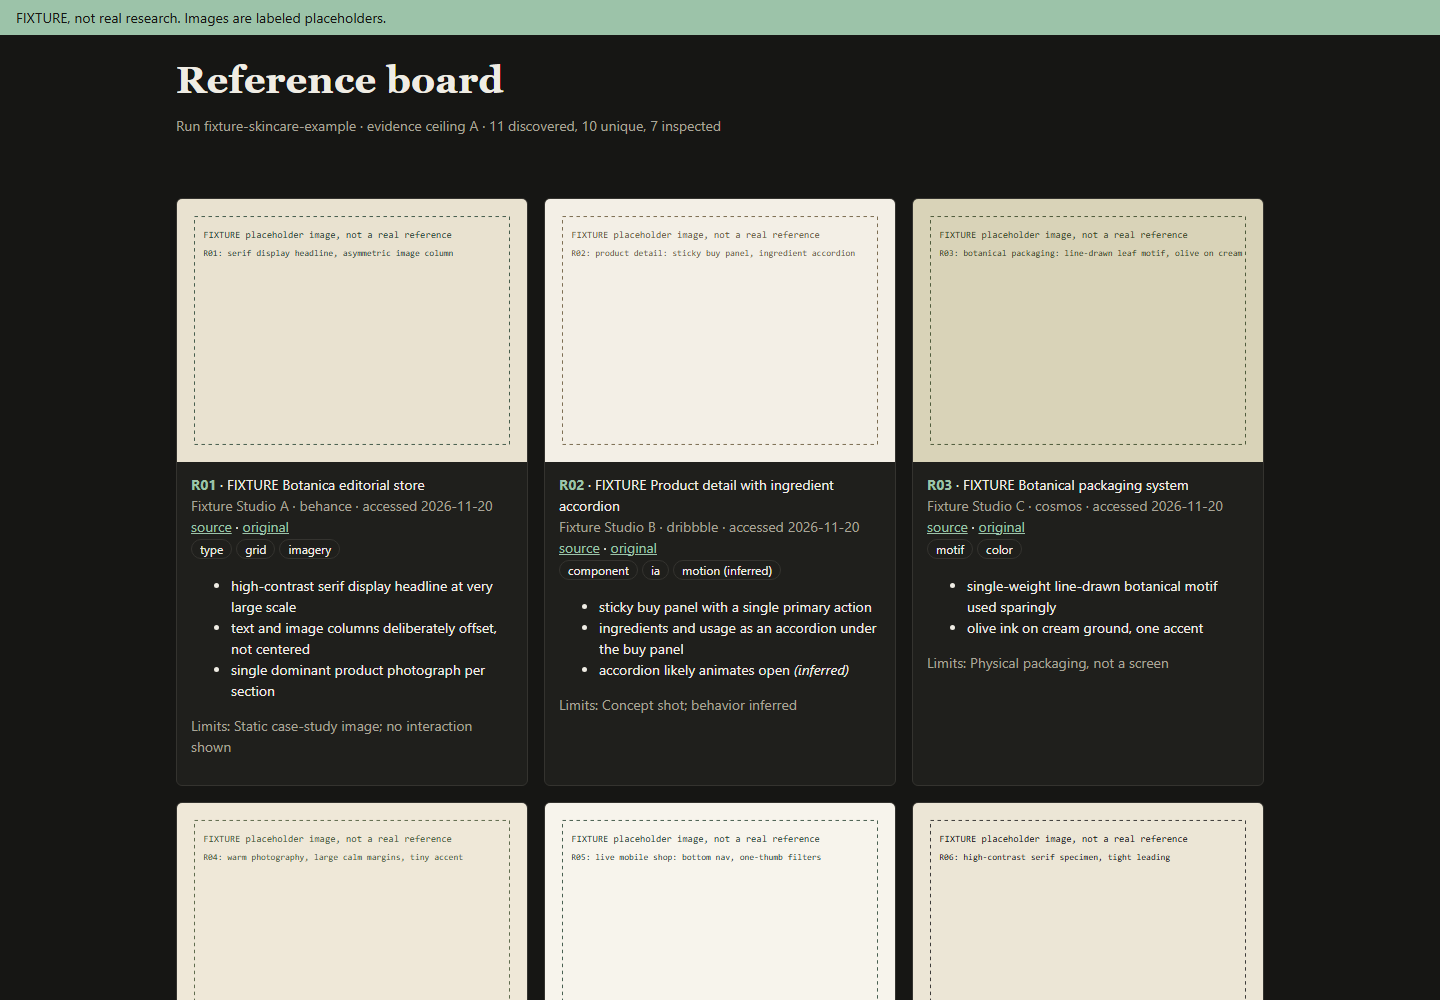 FIXTURE, not real research. Images are labeled placeholders.
Reference board
Run fixture-skincare-example · evidence ceiling A · 11 discovered, 10 unique, 7 inspected
FIXTURE placeholder image, not a real reference
R01: serif display headline, asymmetric image column
R01 · FIXTURE Botanica editorial store
Fixture Studio A · behance · accessed 2026-11-20
source · original
type grid imagery
high-contrast serif display headline at very
large scale
text and image columns deliberately offset,
not centered
single dominant product photograph per
section
Limits: Static case-study image; no interaction
shown
FIXTURE placeholder image, not a real reference
R02: product detail: sticky buy panel, ingredient accordion
R02 · FIXTURE Product detail with ingredient
accordion
Fixture Studio B · dribbble · accessed 2026-11-20
source · original
component ia motion (inferred)
sticky buy panel with a single primary action
ingredients and usage as an accordion under
the buy panel
accordion likely animates open (inferred)
Limits: Concept shot; behavior inferred
FIXTURE placeholder image, not a real reference
R03: botanical packaging: line-drawn leaf motif, olive on cream
R03 · FIXTURE Botanical packaging system
Fixture Studio C · cosmos · accessed 2026-11-20
source · original
motif color
single-weight line-drawn botanical motif
used sparingly
olive ink on cream ground, one accent
Limits: Physical packaging, not a screen
FIXTURE placeholder image, not a real reference
R04: warm photography, large calm margins, tiny accent
FIXTURE placeholder image, not a real reference
R05: live mobile shop: bottom nav, one-thumb filters
FIXTURE placeholder image, not a real reference
R06: high-contrast serif specimen, tight leading